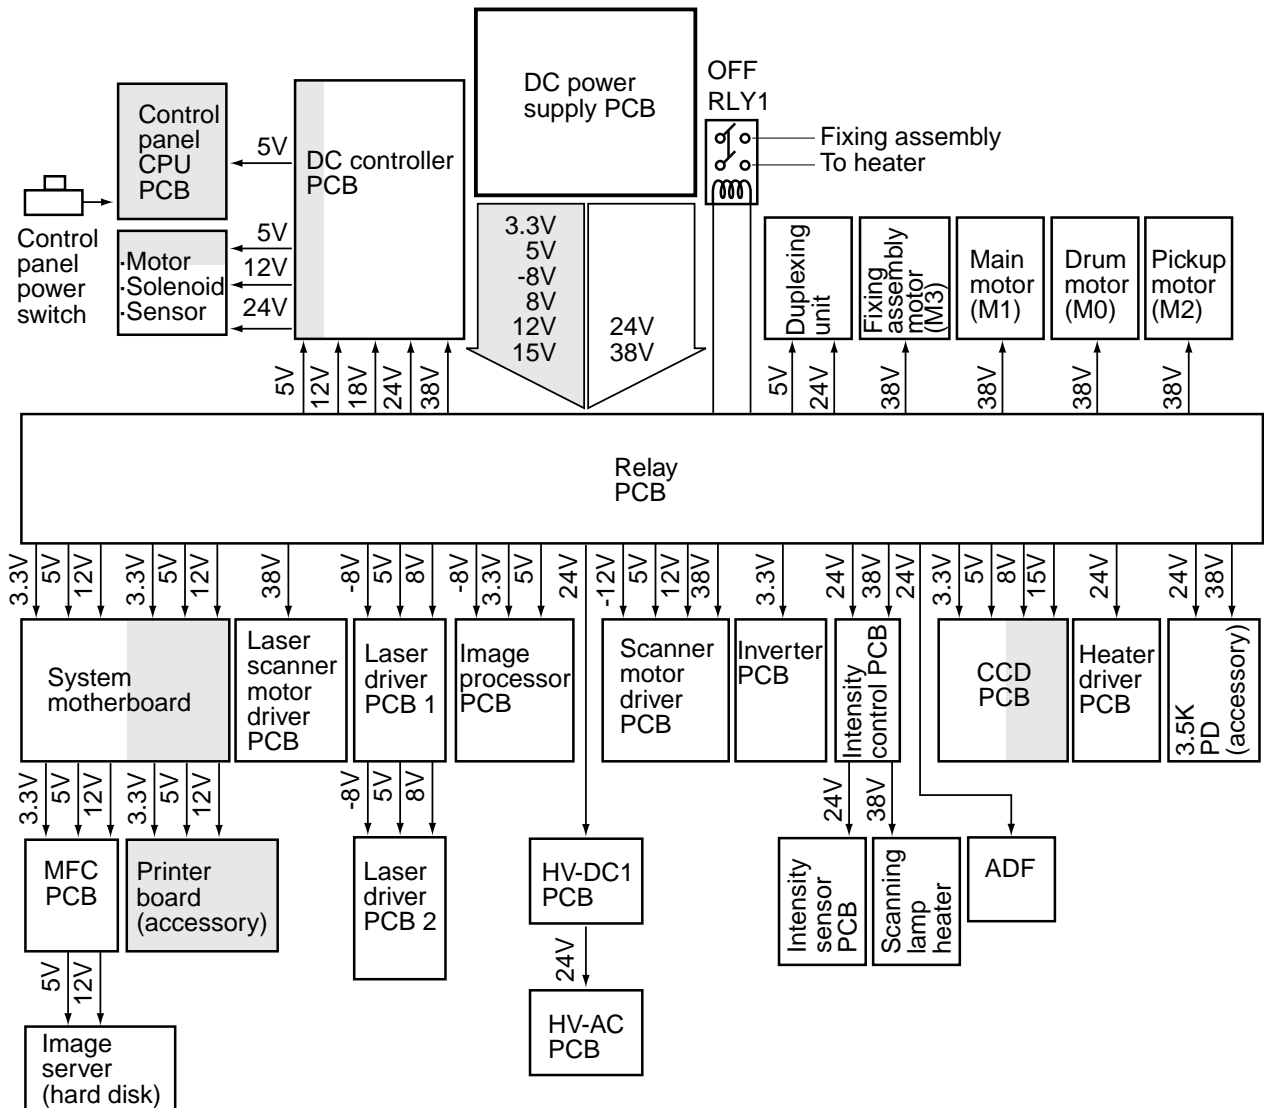 DC power
supply PCB
OFF
RLY1
Fixing assembly
To heater
Control
panel
CPU
PCB
5V
DC controller
PCB
Control
panel
power
switch
·Motor
·Solenoid
·Sensor
5V
12V
24V
3.3V
5V
-8V
8V
12V
15V
24V
38V
Duplexing
unit
Fixing
assembly
motor
(M3)
Main
motor
(M1)
Drum
motor
(M0)
Pickup
motor
(M2)
5V
12V
18V
24V
38V
5V
24V
38V
38V
38V
38V
Relay
PCB
3.3V
5V
12V
3.3V
5V
12V
38V
-8V
5V
8V
-8V
3.3V
5V
24V
-12V
5V
12V
38V
3.3V
24V
38V
24V
3.3V
5V
8V
15V
24V
24V
38V
System
motherboard
Laser
scanner
motor
driver
PCB
Laser
driver
PCB 1
Image
processor
PCB
Scanner
motor
driver
PCB
Inverter
PCB
Intensity
control PCB
CCD
PCB
Heater
driver
PCB
3.5K
PD
(accessory)
3.3V
5V
12V
3.3V
5V
12V
-8V
5V
8V
24V
38V
MFC
PCB
Printer
board
(accessory)
Laser
driver
PCB 2
HV-DC1
PCB
Intensity
sensor
PCB
Scanning
lamp
heater
ADF
5V
12V
24V
Image
server
(hard disk)
HV-AC
PCB